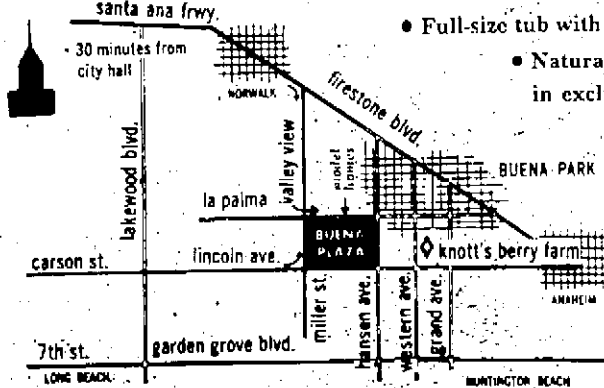 santa ana frwy.
• Full-size tub with
• 30 minutes from
city hall
• Natura
in excl
NORWALK
firestone blvd.
lakewood blvd.
valley view
model
homes
BUENA PARK
la palma
BUENA
PLAZA
knott's berry farm
carson st.
lincoln ave.
miller st.
hansen ave.
western ave.
grand ave.
ANAHEIM
7th st.
garden grove blvd.
LONG BEACH
HUNTINGTON BEACH